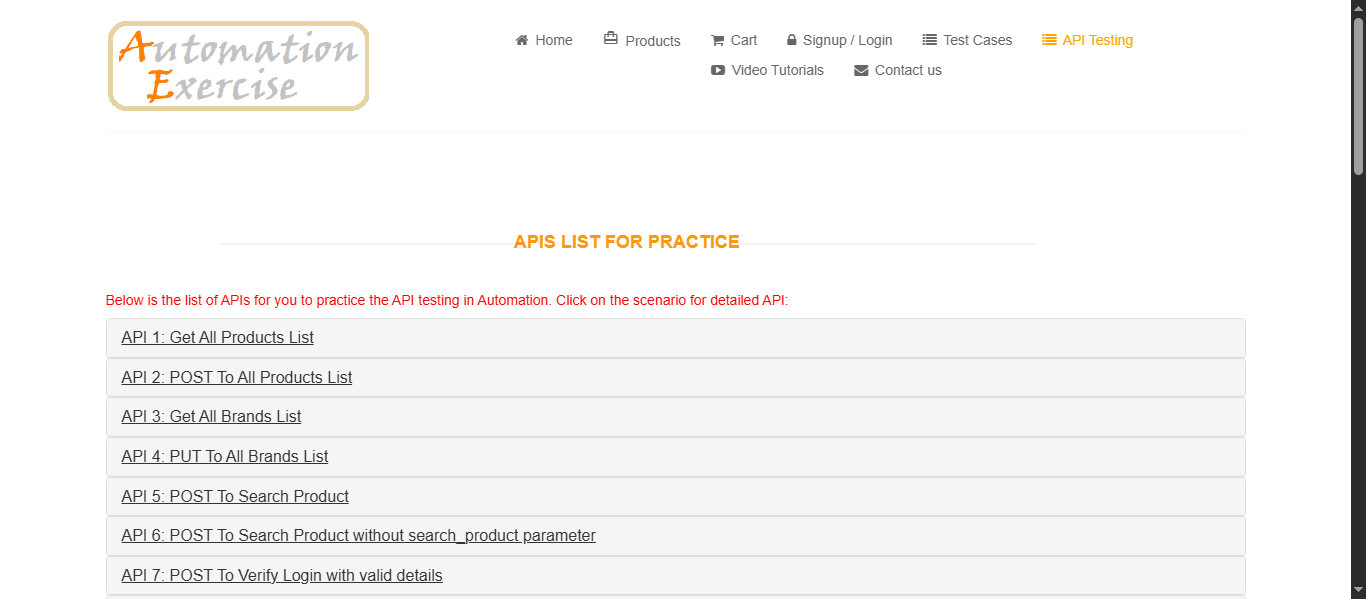 Automation
Exercise
Home Products Cart Signup / Login Test Cases API Testing
Video Tutorials Contact us
APIS LIST FOR PRACTICE
Below is the list of APIs for you to practice the API testing in Automation. Click on the scenario for detailed API:
API 1: Get All Products List
API 2: POST To All Products List
API 3: Get All Brands List
API 4: PUT To All Brands List
API 5: POST To Search Product
API 6: POST To Search Product without search_product parameter
API 7: POST To Verify Login with valid details